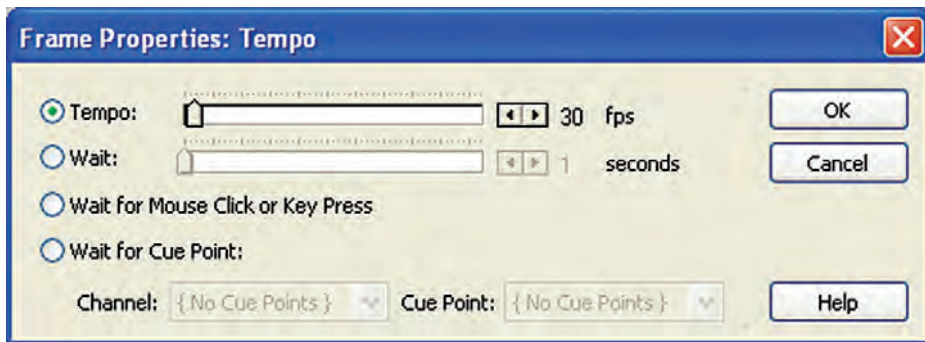 Frame Properties: Tempo
Tempo: 30 fps OK
Wait: 1 seconds Cancel
Wait for Mouse Click or Key Press
Wait for Cue Point:
Channel: { No Cue Points } Cue Point: { No Cue Points } Help